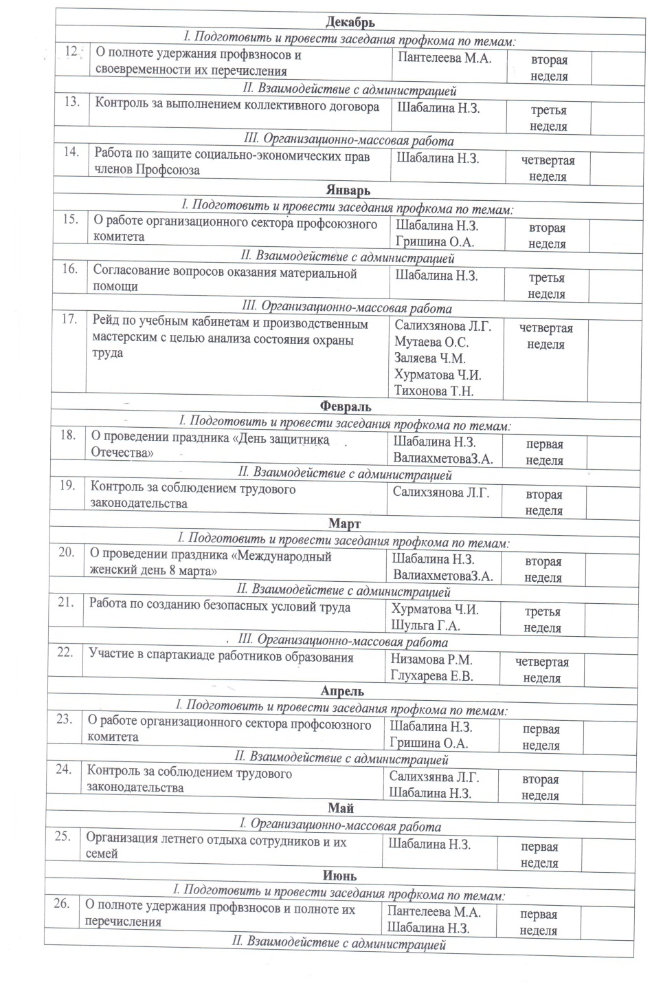 Декабрь
I. Подготовить и провести заседания профкома по темам:
12. О полноте удержания профвзносов и своевременности их перечисления Пантелеева М.А. вторая неделя
II. Взаимодействие с администрацией
13. Контроль за выполнением коллективного договора Шабалина Н.З. третья неделя
III. Организационно-массовая работа
14. Работа по защите социально-экономических прав членов Профсоюза Шабалина Н.З. четвертая неделя
Январь
I. Подготовить и провести заседания профкома по темам:
15. О работе организационного сектора профсоюзного комитета Шабалина Н.З. Гришина О.А. вторая неделя
II. Взаимодействие с администрацией
16. Согласование вопросов оказания материальной помощи Шабалина Н.З. третья неделя
III. Организационно-массовая работа
17. Рейд по учебным кабинетам и производственным мастерским с целью анализа состояния охраны труда Салихзянова Л.Г. Мутаева О.С. Заляева Ч.М. Хурматова Ч.И. Тихонова Т.Н. четвертая неделя
Февраль
I. Подготовить и провести заседания профкома по темам:
18. О проведении праздника «День защитника Отечества» Шабалина Н.З. ВалиахметоваЗ.А. первая неделя
II. Взаимодействие с администрацией
19. Контроль за соблюдением трудового законодательства Салихзянова Л.Г. вторая неделя
Март
I. Подготовить и провести заседания профкома по темам:
20. О проведении праздника «Международный женский день 8 марта» Шабалина Н.З. ВалиахметоваЗ.А. вторая неделя
II. Взаимодействие с администрацией
21. Работа по созданию безопасных условий труда Хурматова Ч.И. Шульга Г.А. третья неделя
III. Организационно-массовая работа
22. Участие в спартакиаде работников образования Низамова Р.М. Глухарева Е.В. четвертая неделя
Апрель
I. Подготовить и провести заседания профкома по темам:
23. О работе организационного сектора профсоюзного комитета Шабалина Н.З. Гришина О.А. первая неделя
II. Взаимодействие с администрацией
24. Контроль за соблюдением трудового законодательства Салихзянва Л.Г. Шабалина Н.З. вторая неделя
Май
I. Организационно-массовая работа
25. Организация летнего отдыха сотрудников и их семей Шабалина Н.З. первая неделя
Июнь
I. Подготовить и провести заседания профкома по темам:
26. О полноте удержания профвзносов и полноте их перечисления Пантелеева М.А. Шабалина Н.З. первая неделя
II. Взаимодействие с администрацией